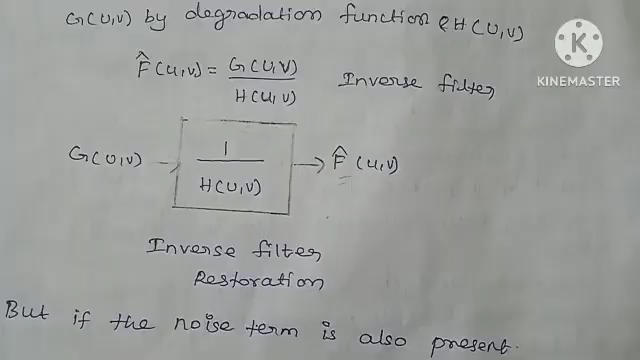 G(U,V) by degradation function @ H(U,V)
F̂(U,V) = G(U,V) / H(U,V) Inverse filter
K
KINEMASTER
G(U,V) → 1 / H(U,V) → F̂(U,V)
Inverse filter
Restoration
But if the noise term is also present.